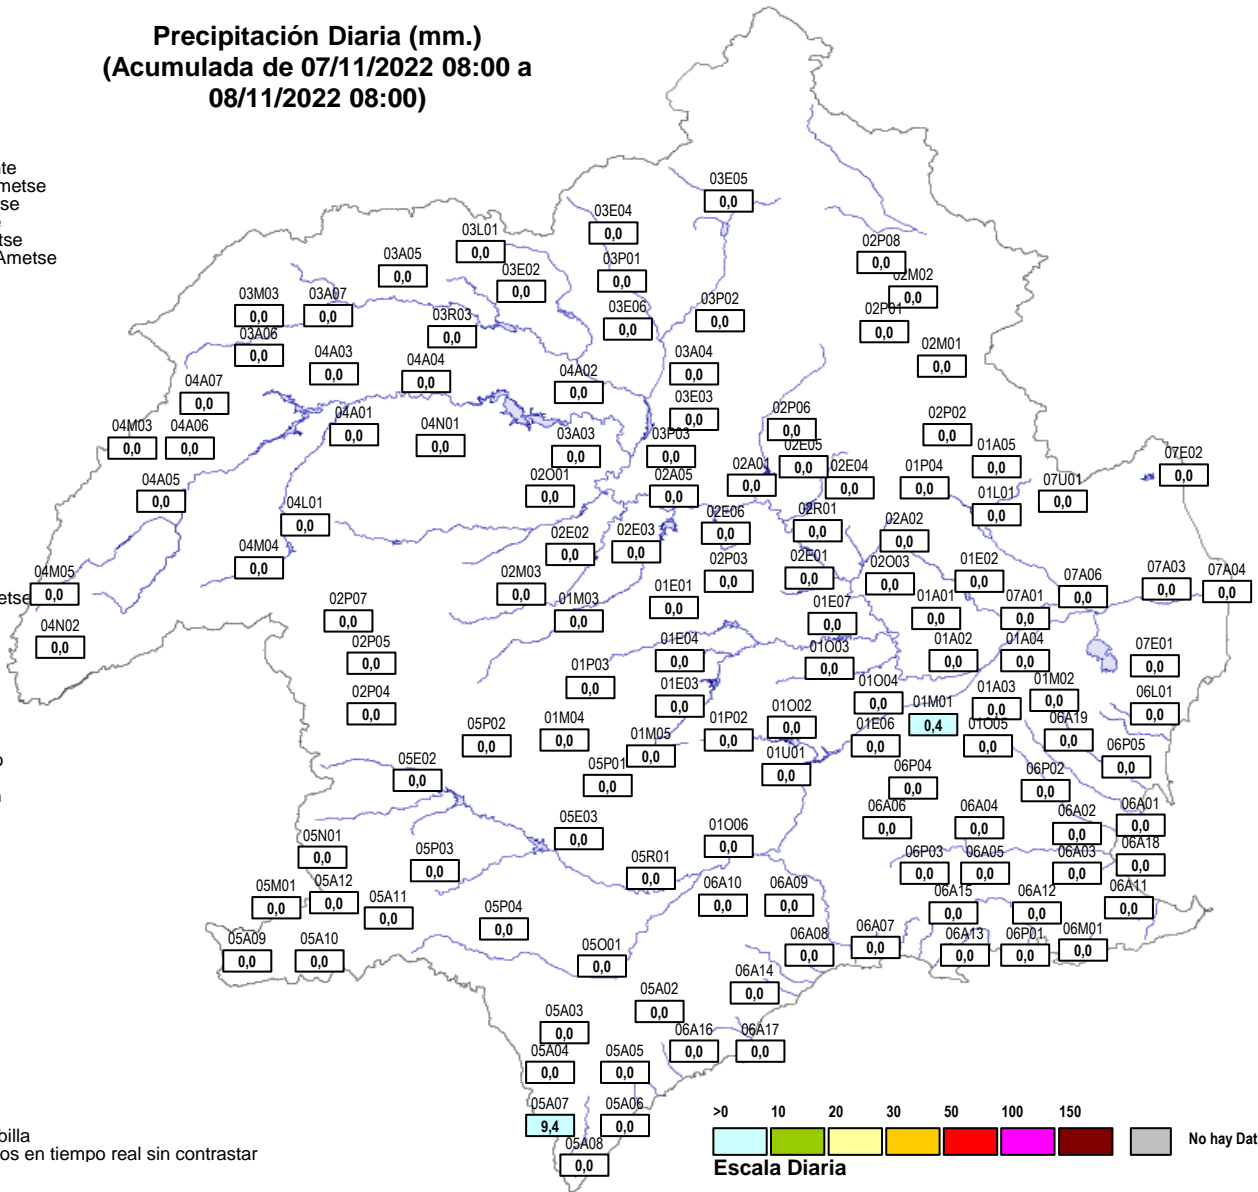 Precipitación Diaria (mm.)
(Acumulada de 07/11/2022 08:00 a
08/11/2022 08:00)
nte
metse
se
e
tse
Ametse
03E05
0,0
03E04
0,0
03L01
0,0
03A05
0,0
03E02
0,0
03P01
0,0
02P08
0,0
02M02
0,0
03M03
0,0
03A07
0,0
03R03
0,0
03E06
0,0
03P02
0,0
02P01
0,0
03A06
0,0
04A03
0,0
04A04
0,0
04A02
0,0
03A04
0,0
02M01
0,0
04A07
0,0
03E03
0,0
04M03
0,0
04A06
0,0
04A01
0,0
04N01
0,0
03A03
0,0
03P03
0,0
02P06
0,0
02P02
0,0
02E05
0,0
01A05
0,0
07E02
0,0
04A05
0,0
02O01
0,0
02A05
0,0
02A01
0,0
02E04
0,0
01P04
0,0
07U01
0,0
01L01
0,0
04L01
0,0
02E06
0,0
02R01
0,0
02A02
0,0
02E02
0,0
02E03
0,0
04M04
0,0
02P03
0,0
02E01
0,0
02O03
0,0
01E02
0,0
04M05
0,0
etse
02M03
0,0
07A06
0,0
07A03
0,0
07A04
0,0
02P07
0,0
01M03
0,0
01E01
0,0
01E07
0,0
01A01
0,0
07A01
0,0
04N02
0,0
02P05
0,0
01E04
0,0
01O03
0,0
01A02
0,0
01A04
0,0
07E01
0,0
01P03
0,0
01E03
0,0
01O04
0,0
01M01
0,4
01A03
0,0
01M02
0,0
06L01
0,0
02P04
0,0
05P02
0,0
01M04
0,0
01M05
0,0
01P02
0,0
01O02
0,0
01E06
0,0
01O05
0,0
06A19
0,0
06P05
0,0
05E02
0,0
05P01
0,0
01U01
0,0
06P04
0,0
06P02
0,0
05E03
0,0
01O06
0,0
06A06
0,0
06A04
0,0
06A02
0,0
06A01
0,0
05N01
0,0
05P03
0,0
05R01
0,0
06P03
0,0
06A05
0,0
06A03
0,0
06A18
0,0
05M01
0,0
05A12
0,0
05A11
0,0
06A10
0,0
06A09
0,0
06A15
0,0
06A12
0,0
06A11
0,0
05A09
0,0
05A10
0,0
05P04
0,0
05O01
0,0
06A08
0,0
06A07
0,0
06A13
0,0
06P01
0,0
06M01
0,0
06A14
0,0
05A02
0,0
05A03
0,0
06A16
0,0
06A17
0,0
05A04
0,0
05A05
0,0
05A07
9,4
05A06
0,0
05A08
0,0
billa
os en tiempo real sin contrastar
>0 10 20 30 50 100 150
No hay Dat
Escala Diaria